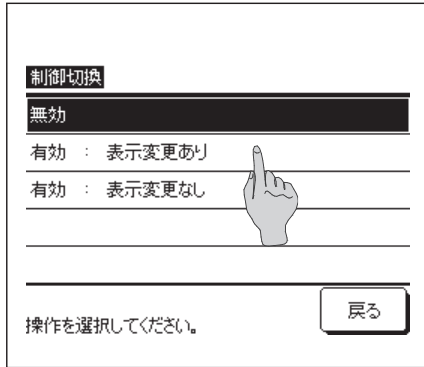 制御切換
無効
有効 : 表示変更あり
有効 : 表示変更なし
操作を選択してください。
戻る